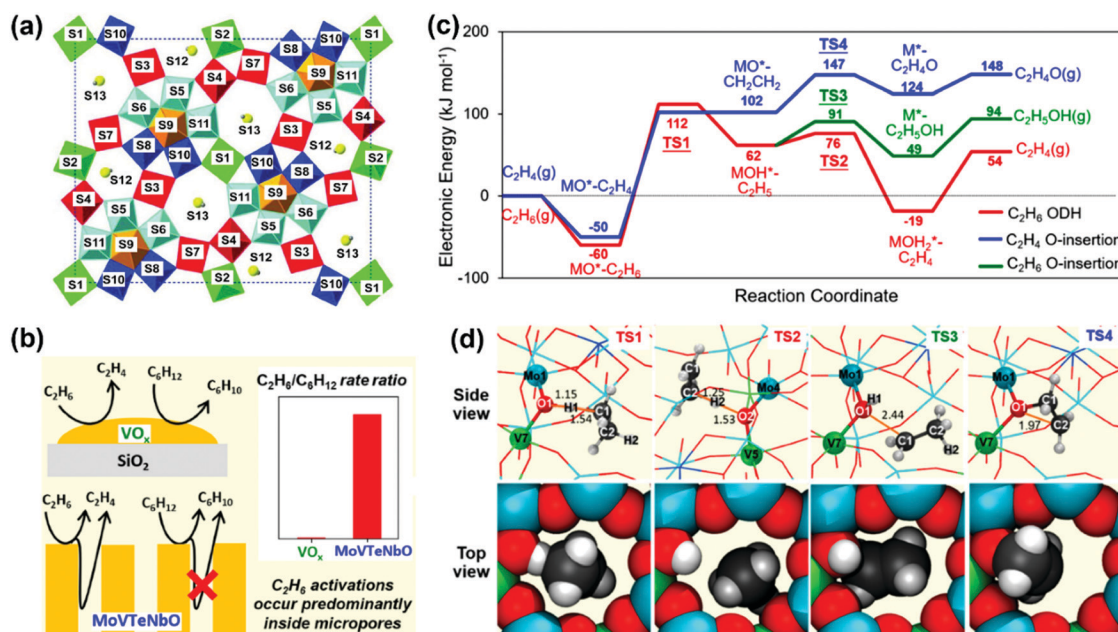 (a)
S1 S10 S2 S8 S10 S1
S3 S12 S4 S7 S9 S11
S13 S6 S5 S5 S6
S7 S9 S11 S13 S3 S4
S2 S8 S10 S1 S10 S8 S12 S2
S12 S3 S11 S9 S7
S4 S5 S6 S13 S5 S6
S11 S9 S7 S4 S3 S13
S1 S10 S8 S2 S12 S10 S1
(b)
C2H6 C2H4 C6H12 C6H10
VOx
SiO2
C2H6 C2H4 C6H12 C6H10
MoVTeNbO
C2H6/C6H12 rate ratio
VOx MoVTeNbO
C2H6 activations
occur predominantly
inside micropores
(c)
Electronic Energy (kJ mol-1)
100
0
-100
Reaction Coordinate
C2H4(g)
C2H6(g)
MO*-C2H4
-50
-60
MO*-C2H6
112
TS1
MO*-
CH2CH2
102
62
MOH*-
C2H5
TS4
147
TS3
91
76
TS2
M*-
C2H4O
124
M*-
C2H5OH
49
-19
MOH2*-
C2H4
148
C2H4O(g)
94
C2H5OH(g)
C2H4(g)
54
C2H6 ODH
C2H4 O-insertion
C2H6 O-insertion
(d)
Side
view
Top
view
TS1
Mo1
1.15
O1 H1 C1
1.54
C2 H2
V7
TS2
C1
C2 1.25 Mo4
H2
O2
1.53
V5
TS3
Mo1
H1
O1
2.44
V7 C1 C2
H2
TS4
Mo1
O1 C1
C2
1.97
V7